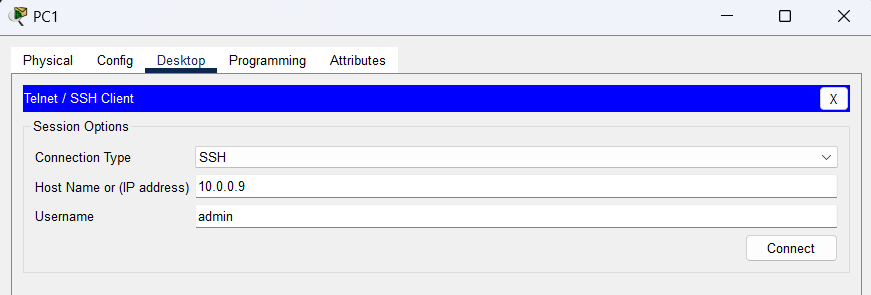 PC1
Physical Config Desktop Programming Attributes
Telnet / SSH Client X
Session Options
Connection Type SSH
Host Name or (IP address) 10.0.0.9
Username admin
Connect